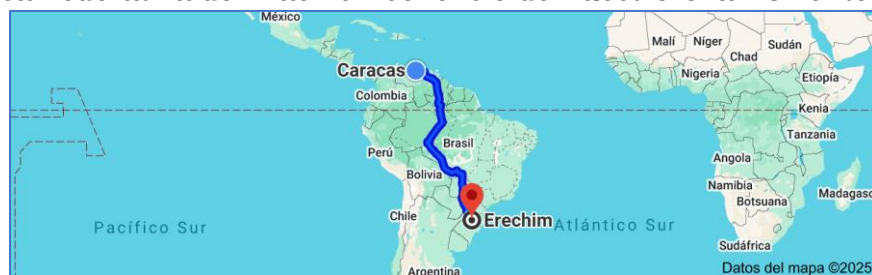 México
Malí
Níger
Sudán
Chad
Caracas
Nigeria
Etiopía
Colombia
Kenia
Brasil
Tanzania
Perú
Angola
Bolivia
Namibia
Botsuana
Madagasc
Chile
Erechim
Pacífico Sur
Atlántico Sur
Sudáfrica
Argentina
Datos del mapa ©2025